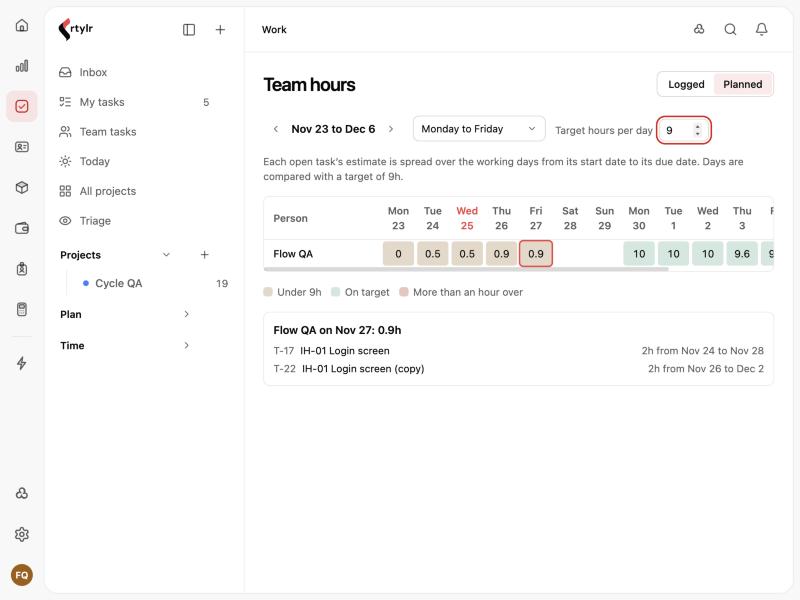 rtylr
Inbox
My tasks 5
Team tasks
Today
All projects
Triage
Projects
Cycle QA 19
Plan
Time
FQ
Work
Team hours
Logged Planned
Nov 23 to Dec 6 Monday to Friday Target hours per day 9
Each open task's estimate is spread over the working days from its start date to its due date. Days are
compared with a target of 9h.
Person Mon Tue Wed Thu Fri Sat Sun Mon Tue Wed Thu F
23 24 25 26 27 28 29 30 1 2 3
Flow QA 0 0.5 0.5 0.9 0.9 10 10 10 9.6 9
Under 9h On target More than an hour over
Flow QA on Nov 27: 0.9h
T-17 IH-01 Login screen 2h from Nov 24 to Nov 28
T-22 IH-01 Login screen (copy) 2h from Nov 26 to Dec 2